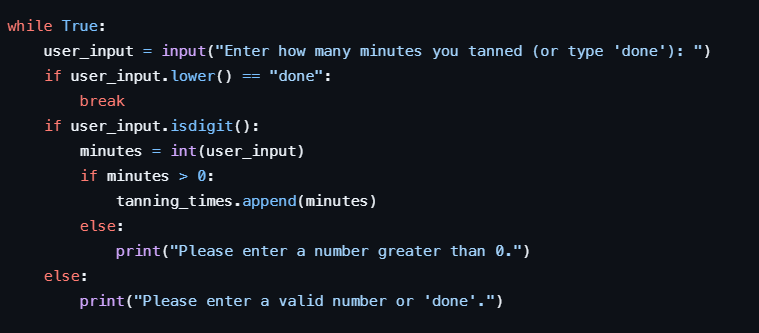 while True:
    user_input = input("Enter how many minutes you tanned (or type 'done'): ")
    if user_input.lower() == "done":
        break
    if user_input.isdigit():
        minutes = int(user_input)
        if minutes > 0:
            tanning_times.append(minutes)
        else:
            print("Please enter a number greater than 0.")
    else:
        print("Please enter a valid number or 'done'.")